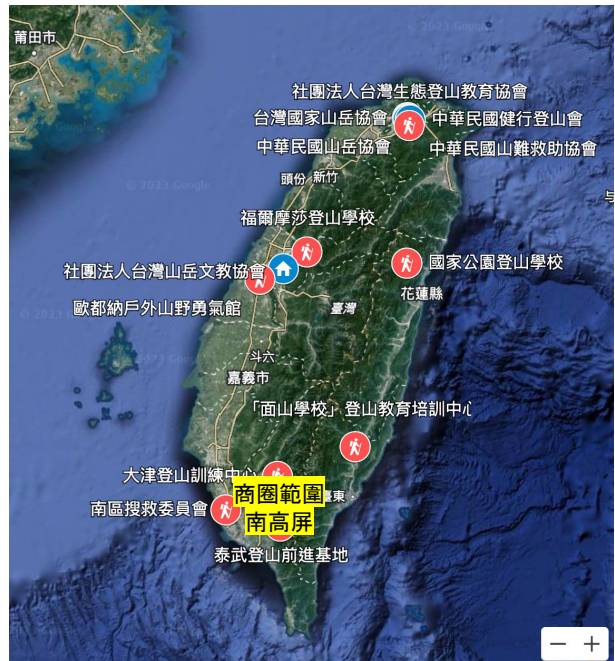 莆田市
社團法人台灣生態登山教育協會
台灣國家山岳協會
中華民國健行登山會
中華民國山岳協會
中華民國山難救助協會
頭份
新竹
福爾摩莎登山學校
社團法人台灣山岳文教協會
國家公園登山學校
歐都納戶外山野勇氣館
花蓮縣
臺灣
斗六
嘉義市
「面山學校」登山教育培訓中心
大津登山訓練中心
商圈範圍
臺東
南區搜救委員會
南高屏
泰武登山前進基地
与
© 2023 Google